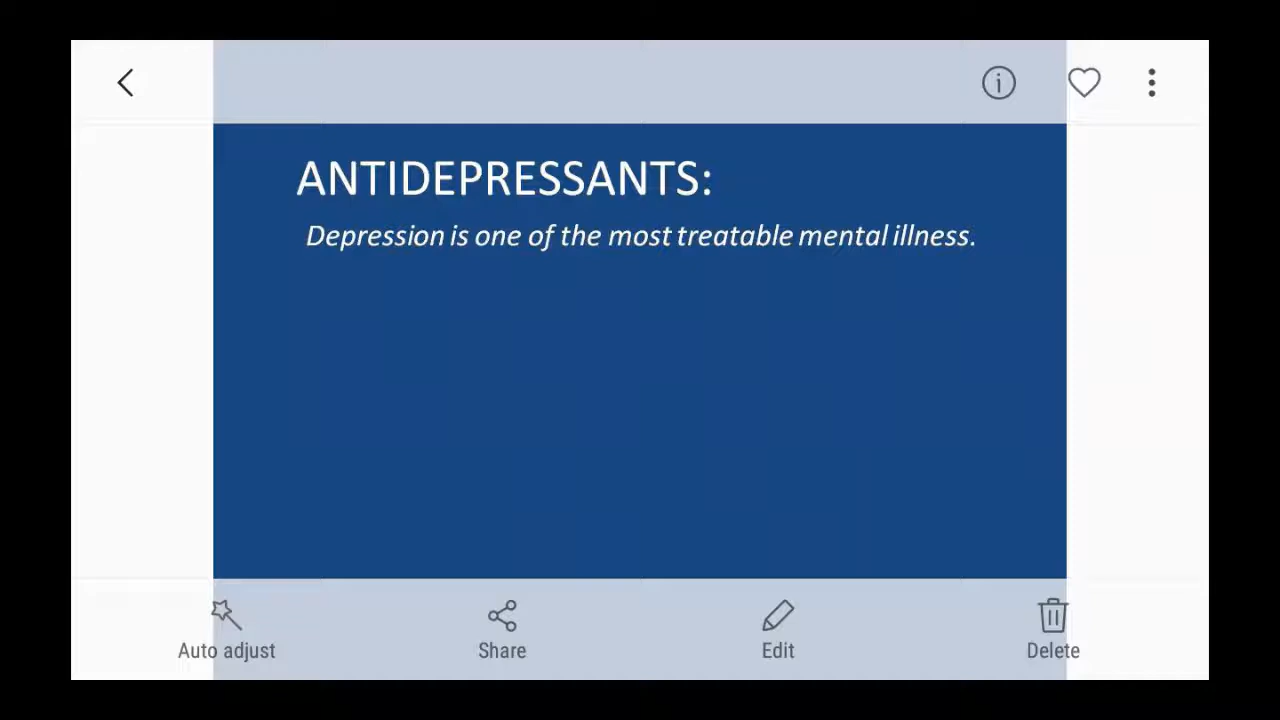 ANTIDEPRESSANTS:
Depression is one of the most treatable mental illness.
Auto adjust
Share
Edit
Delete